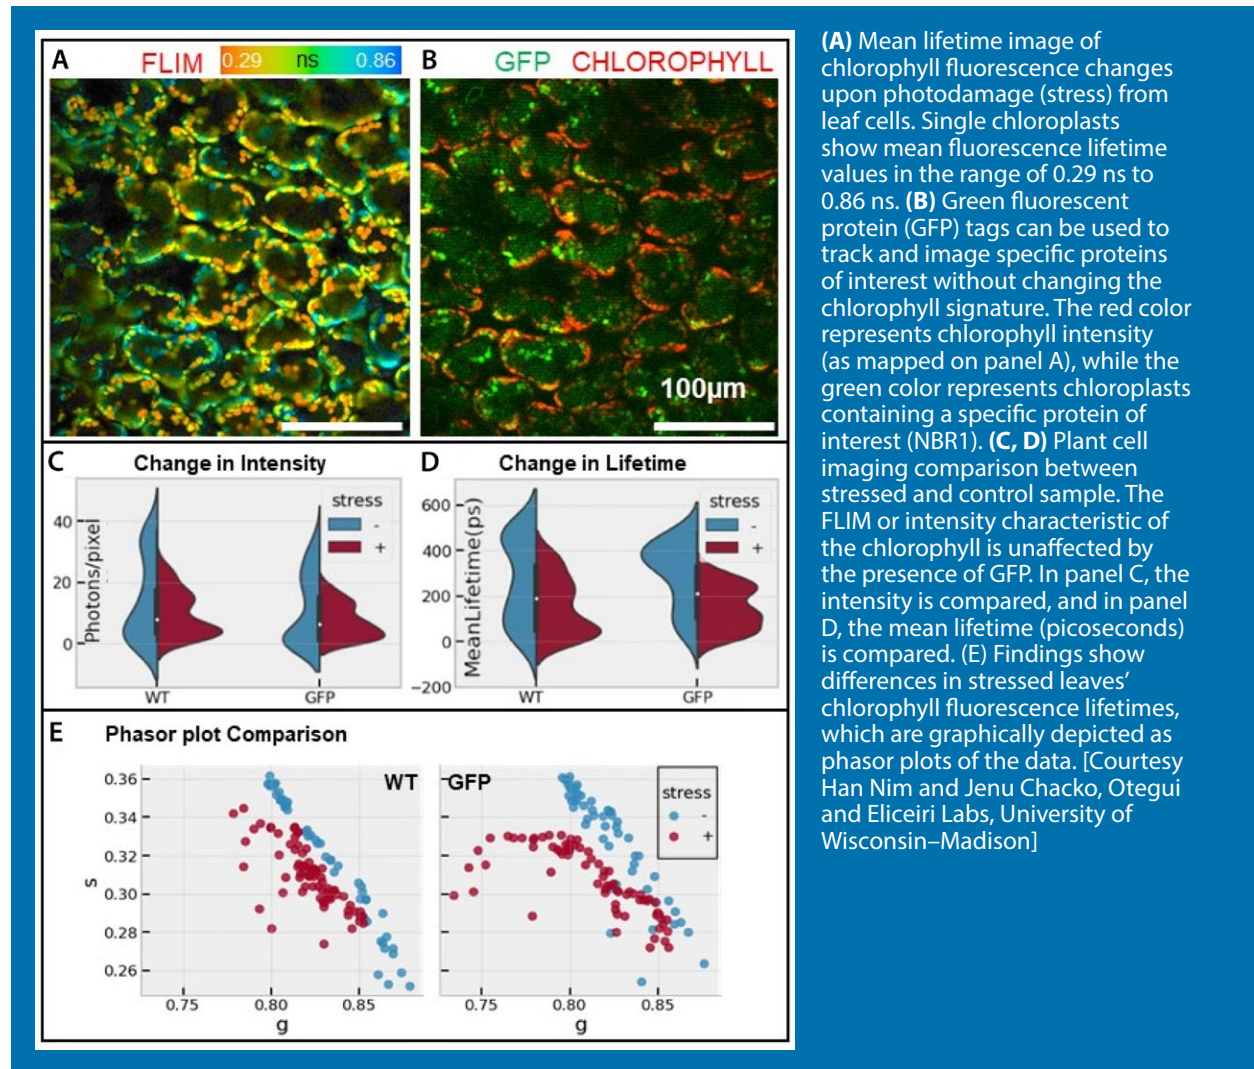 A
FLIM
0.29 ns 0.86
B
GFP CHLOROPHYLL
100µm
C
Change in Intensity
Photons/pixel
40
20
0
stress
-
+
WT GFP
D
Change in Lifetime
MeanLifetime(ps)
600
400
200
0
−200
stress
-
+
WT GFP
E
Phasor plot Comparison
s
0.36
0.34
0.32
0.30
0.28
0.26
WT
0.75 0.80 0.85
g
GFP
stress
-
+
0.75 0.80 0.85
g
(A) Mean lifetime image of
chlorophyll fluorescence changes
upon photodamage (stress) from
leaf cells. Single chloroplasts
show mean fluorescence lifetime
values in the range of 0.29 ns to
0.86 ns. (B) Green fluorescent
protein (GFP) tags can be used to
track and image specific proteins
of interest without changing the
chlorophyll signature. The red color
represents chlorophyll intensity
(as mapped on panel A), while the
green color represents chloroplasts
containing a specific protein of
interest (NBR1). (C, D) Plant cell
imaging comparison between
stressed and control sample. The
FLIM or intensity characteristic of
the chlorophyll is unaffected by
the presence of GFP. In panel C, the
intensity is compared, and in panel
D, the mean lifetime (picoseconds)
is compared. (E) Findings show
differences in stressed leaves’
chlorophyll fluorescence lifetimes,
which are graphically depicted as
phasor plots of the data. [Courtesy
Han Nim and Jenu Chacko, Otegui
and Eliceiri Labs, University of
Wisconsin–Madison]